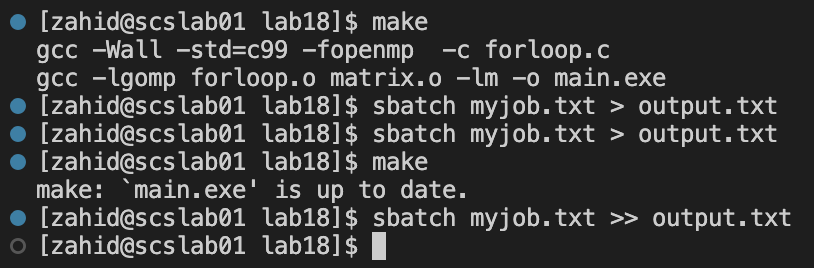 [zahid@scslab01 lab18]$ make
gcc -Wall -std=c99 -fopenmp  -c forloop.c
gcc -lgomp forloop.o matrix.o -lm -o main.exe
[zahid@scslab01 lab18]$ sbatch myjob.txt > output.txt
[zahid@scslab01 lab18]$ sbatch myjob.txt > output.txt
[zahid@scslab01 lab18]$ make
make: `main.exe' is up to date.
[zahid@scslab01 lab18]$ sbatch myjob.txt >> output.txt
[zahid@scslab01 lab18]$